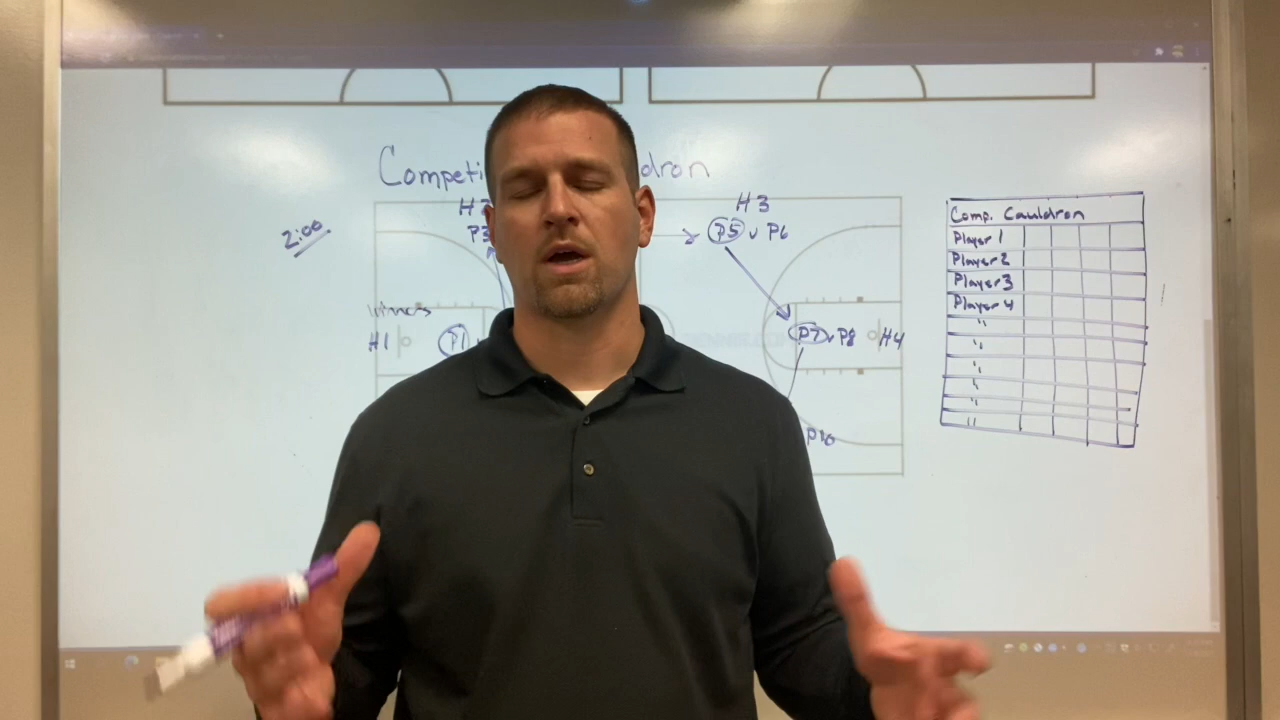 Competi dron
2:00
H3
P5 v P6
winners
H1
P1
P7 v P8
H4
P10
Comp. Cauldron
Player 1
Player 2
Player 3
Player 4
"
"
"
"
"